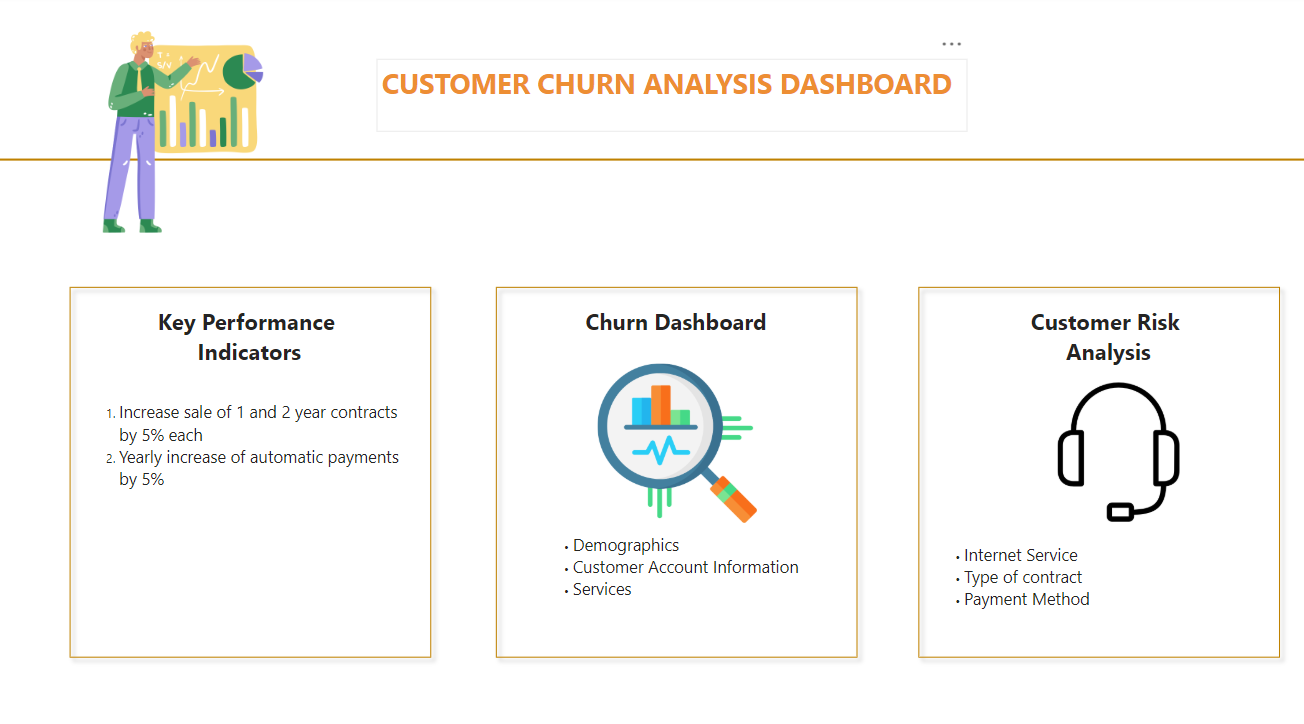 CUSTOMER CHURN ANALYSIS DASHBOARD
Key Performance
Indicators
1. Increase sale of 1 and 2 year contracts
by 5% each
2. Yearly increase of automatic payments
by 5%
Churn Dashboard
• Demographics
• Customer Account Information
• Services
Customer Risk
Analysis
• Internet Service
• Type of contract
• Payment Method